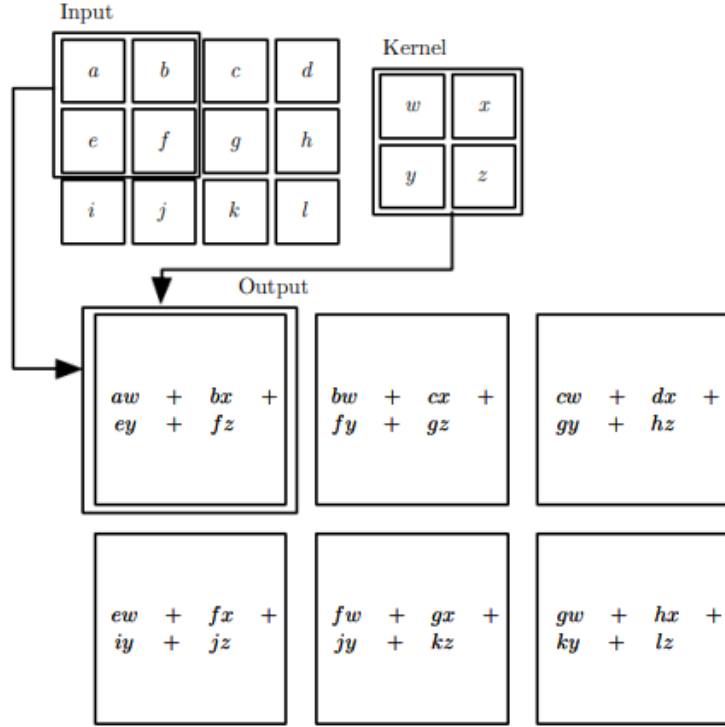 Input
a b c d
e f g h
i j k l
Kernel
w x
y z
Output
aw + bx +
ey + fz
bw + cx +
fy + gz
cw + dx +
gy + hz
ew + fx +
iy + jz
fw + gx +
jy + kz
gw + hx +
ky + lz